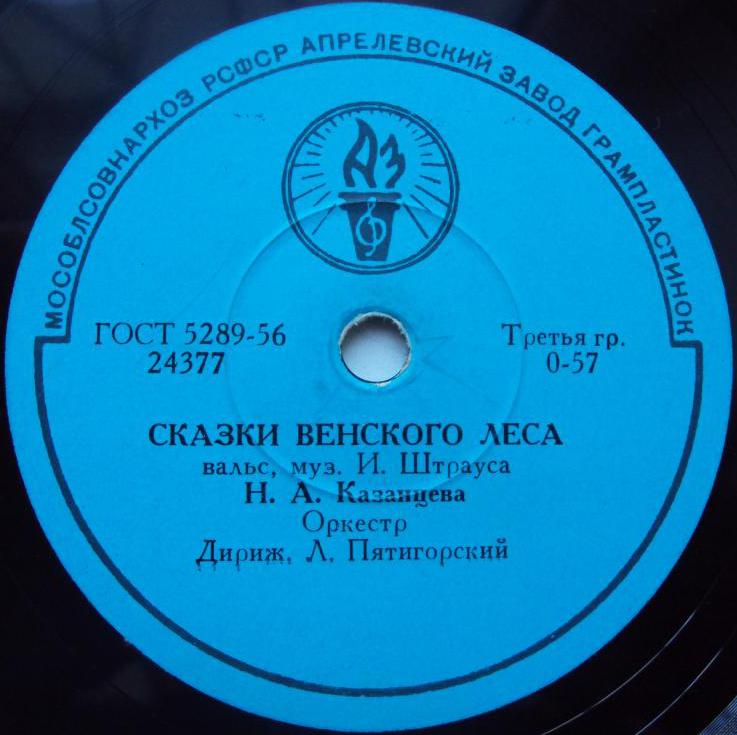 МОСОБЛСОВНАРХОЗ РСФСР АПРЕЛЕВСКИЙ ЗАВОД ГРАМПЛАСТИНОК
АЗ
ГОСТ 5289-56
24377
Третья гр.
0-57
СКАЗКИ ВЕНСКОГО ЛЕСА
вальс, муз. И. Штрауса
Н. А. Казанцева
Оркестр
Дириж. Л. Пятигорский